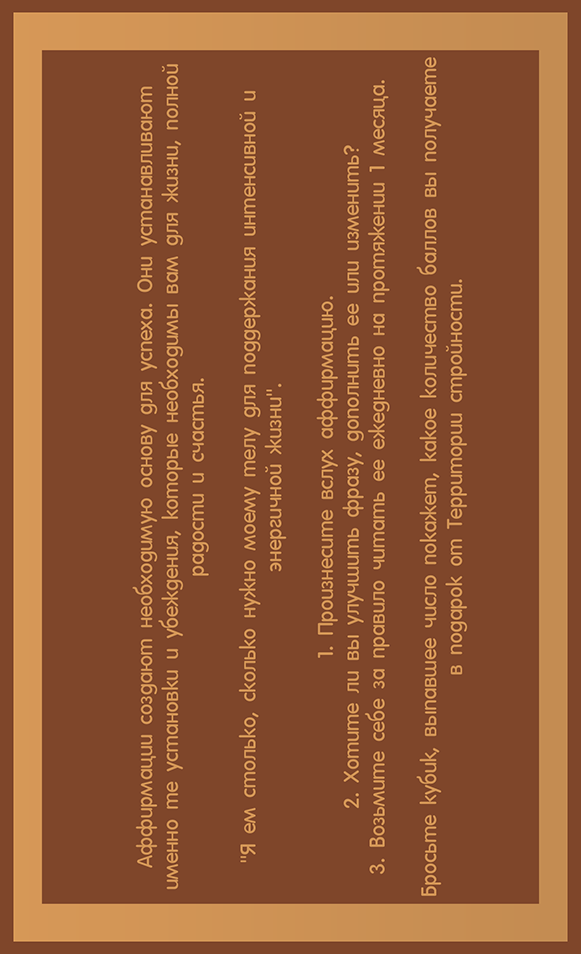 Аффирмации создают необходимую основу для успеха. Они устанавливают
именно те установки и убеждения, которые необходимы вам для жизни, полной
радости и счастья.
"Я ем столько, сколько нужно моему телу для поддержания интенсивной и
энергичной жизни".
1. Произнесите вслух аффирмацию.
2. Хотите ли вы улучшить фразу, дополнить ее или изменить?
3. Возьмите себе за правило читать ее ежедневно на протяжении 1 месяца.
Бросьте кубик, выпавшее число покажет, какое количество баллов вы получаете
в подарок от Территории стройности.